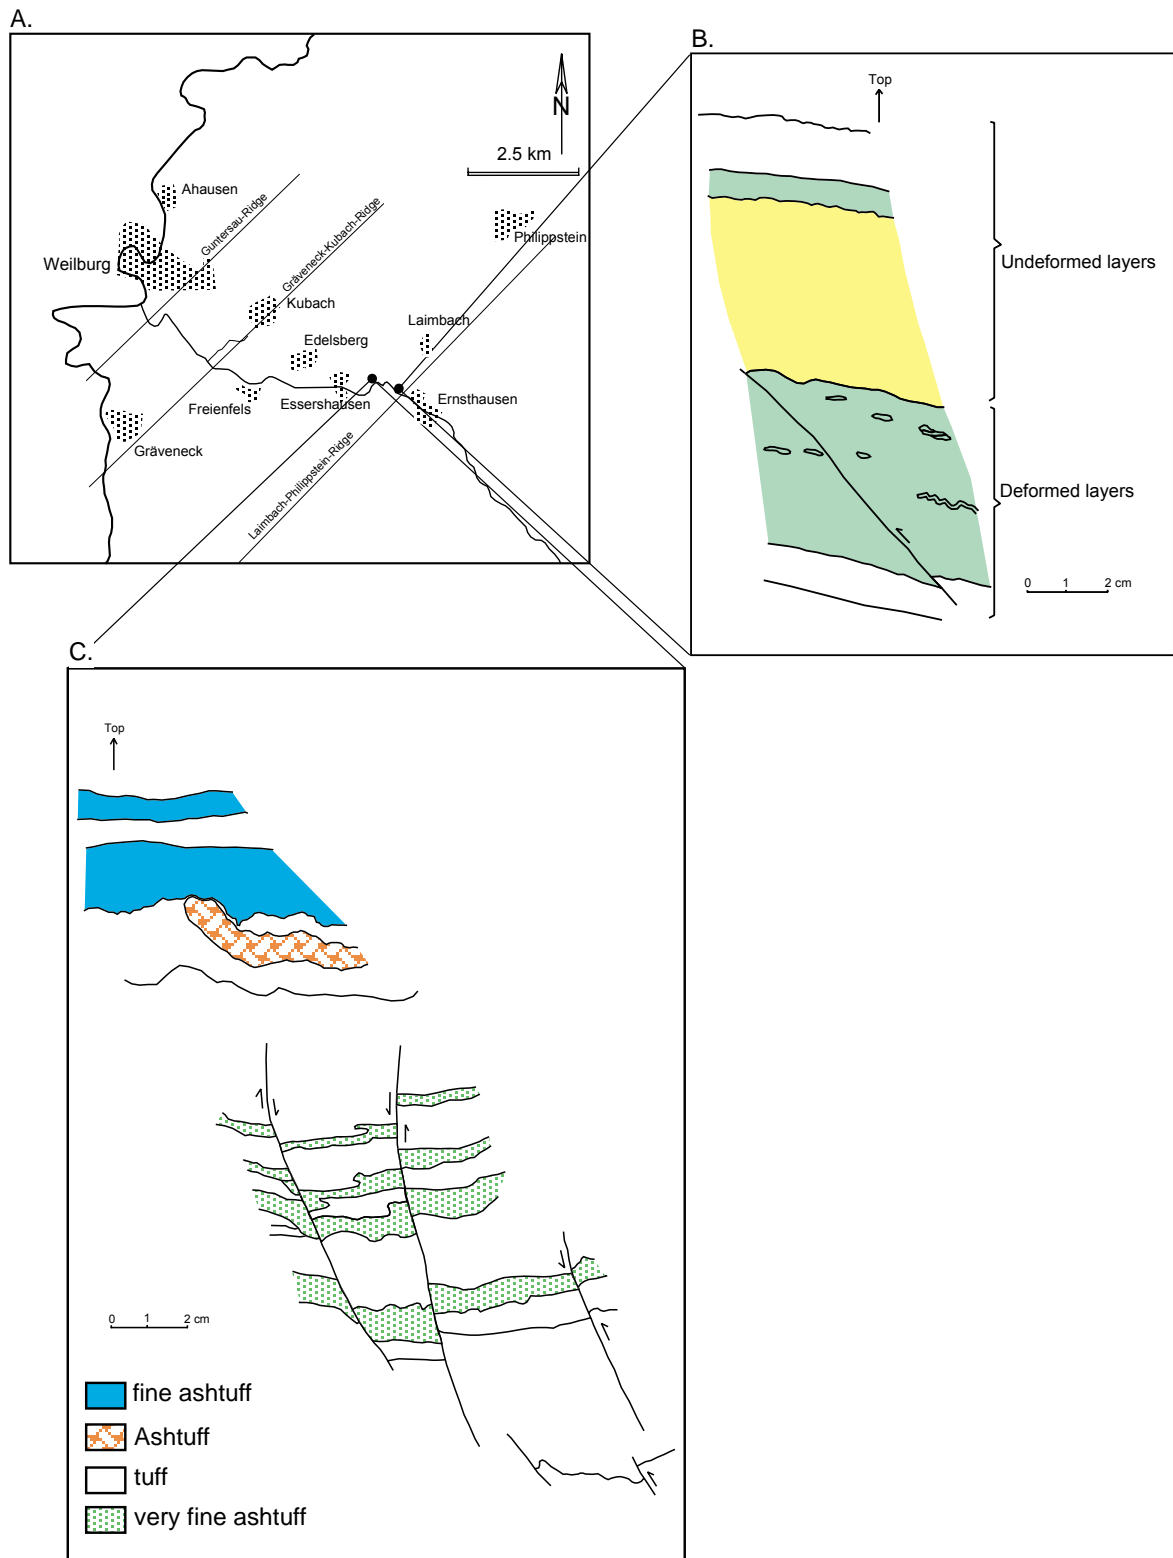 A.
N
2.5 km
Ahausen
Guntersau-Ridge
Gräveneck-Kubach-Ridge
Philippstein
Weilburg
Kubach
Laimbach
Edelsberg
Freienfels
Essershausen
Ernsthausen
Gräveneck
Laimbach-Philippstein-Ridge
B.
Top
Undeformed layers
Deformed layers
0 1 2 cm
C.
Top
0 1 2 cm
fine ashtuff
Ashtuff
tuff
very fine ashtuff